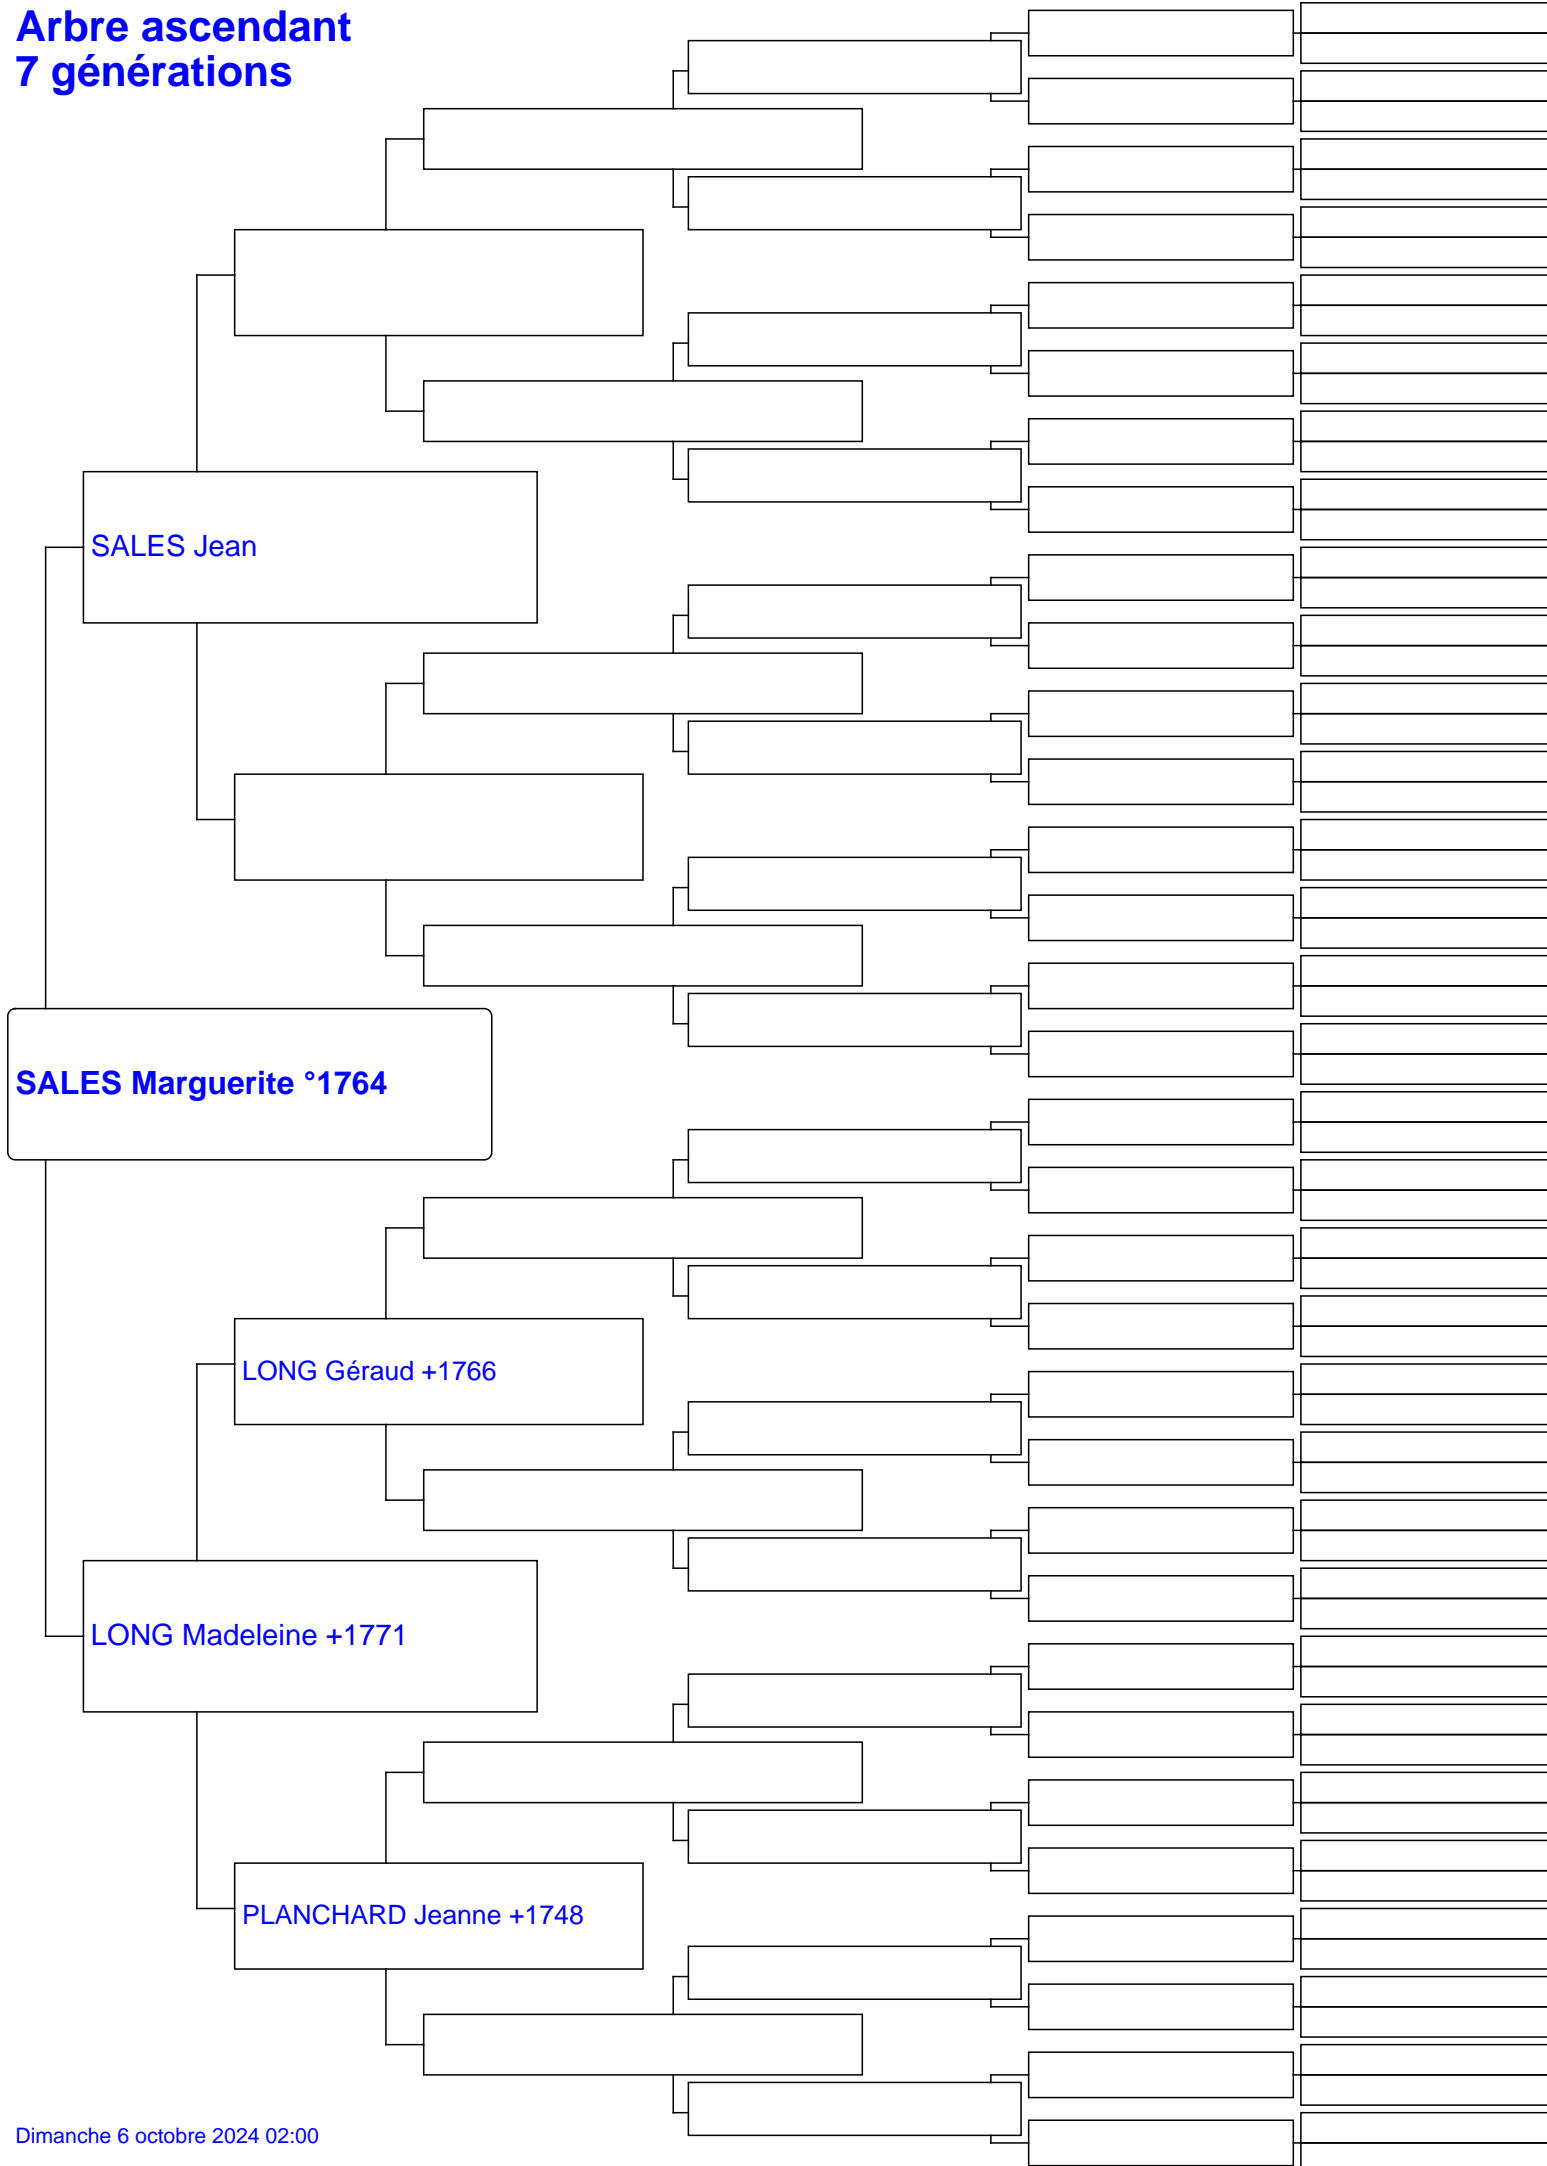 Arbre ascendant
7 générations
SALES Jean
SALES Marguerite °1764
LONG Géraud +1766
LONG Madeleine +1771
PLANCHARD Jeanne +1748
Dimanche 6 octobre 2024 02:00